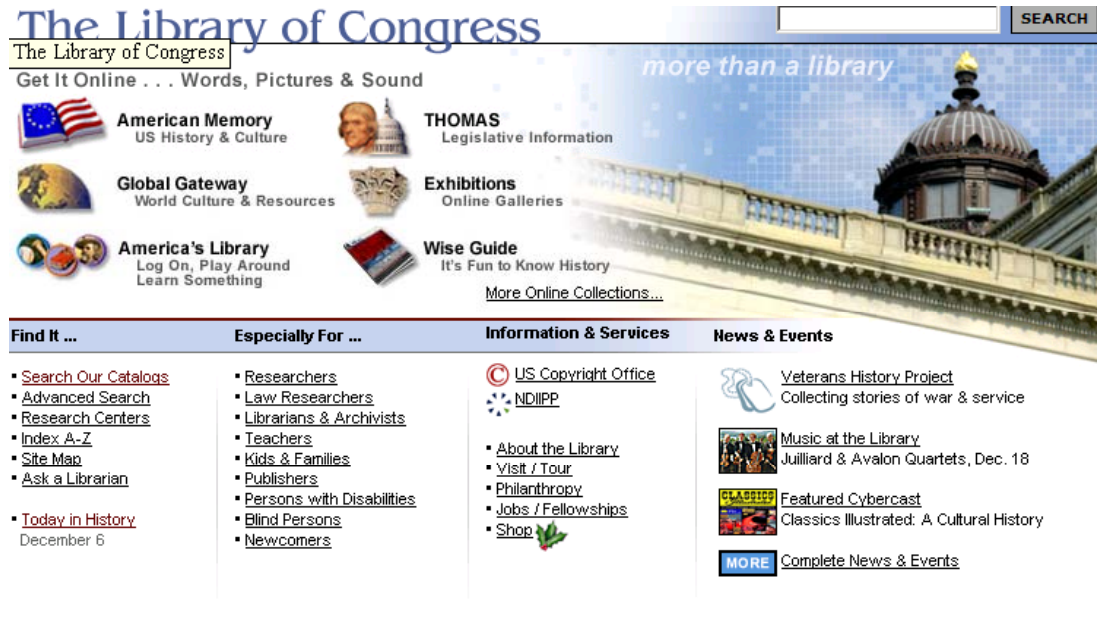 The Library of Congress
SEARCH
The Library of Congress
more than a library
Get It Online . . . Words, Pictures & Sound
American Memory
US History & Culture
THOMAS
Legislative Information
Global Gateway
World Culture & Resources
Exhibitions
Online Galleries
America's Library
Log On, Play Around
Learn Something
Wise Guide
It's Fun to Know History
More Online Collections...
Find It ...
Search Our Catalogs
Advanced Search
Research Centers
Index A-Z
Site Map
Ask a Librarian
Today in History
December 6
Especially For ...
Researchers
Law Researchers
Librarians & Archivists
Teachers
Kids & Families
Publishers
Persons with Disabilities
Blind Persons
Newcomers
Information & Services
© US Copyright Office
NDIIPP
About the Library
Visit / Tour
Philanthropy
Jobs / Fellowships
Shop
News & Events
Veterans History Project
Collecting stories of war & service
Music at the Library
Juilliard & Avalon Quartets, Dec. 18
CLASSICS
Featured Cybercast
Classics Illustrated: A Cultural History
MORE
Complete News & Events